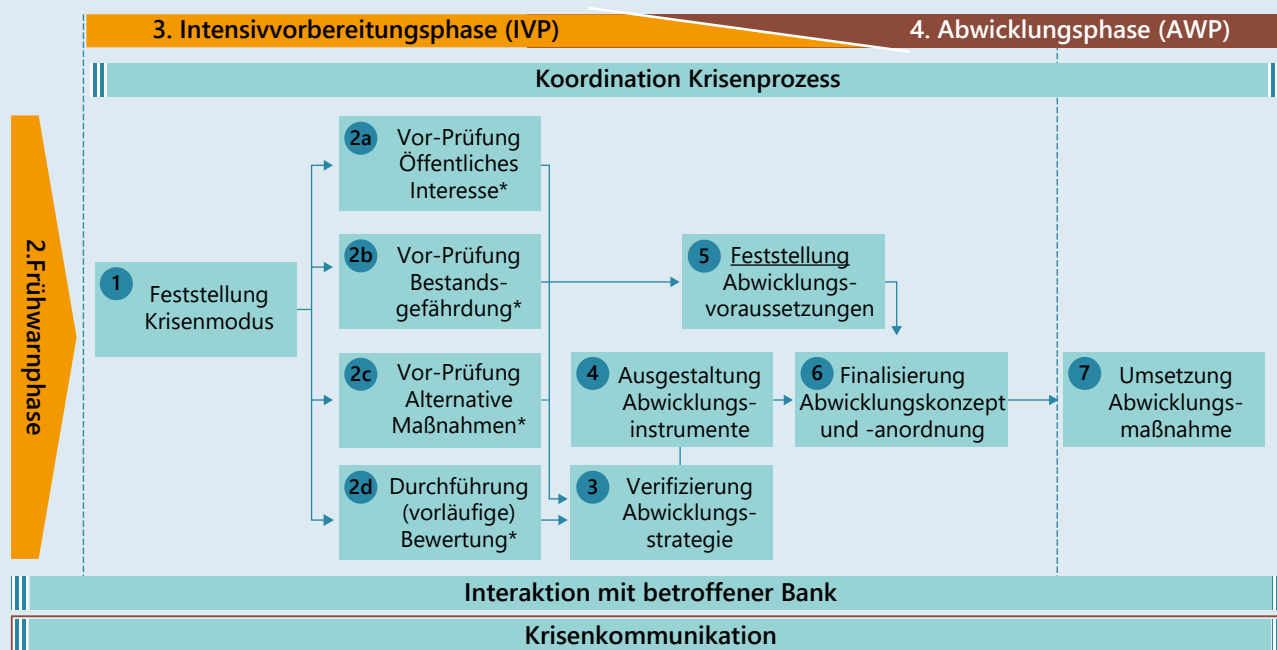 3. Intensivvorbereitungsphase (IVP)
4. Abwicklungsphase (AWP)
Koordination Krisenprozess
2.Frühwarnphase
1
Feststellung
Krisenmodus
2a
Vor-Prüfung
Öffentliches
Interesse*
2b
Vor-Prüfung
Bestands-
gefährdung*
2c
Vor-Prüfung
Alternative
Maßnahmen*
2d
Durchführung
(vorläufige)
Bewertung*
3
Verifizierung
Abwicklungs-
strategie
4
Ausgestaltung
Abwicklungs-
instrumente
5
Feststellung
Abwicklungs-
voraussetzungen
6
Finalisierung
Abwicklungskonzept
und -anordnung
7
Umsetzung
Abwicklungs-
maßnahme
Interaktion mit betroffener Bank
Krisenkommunikation